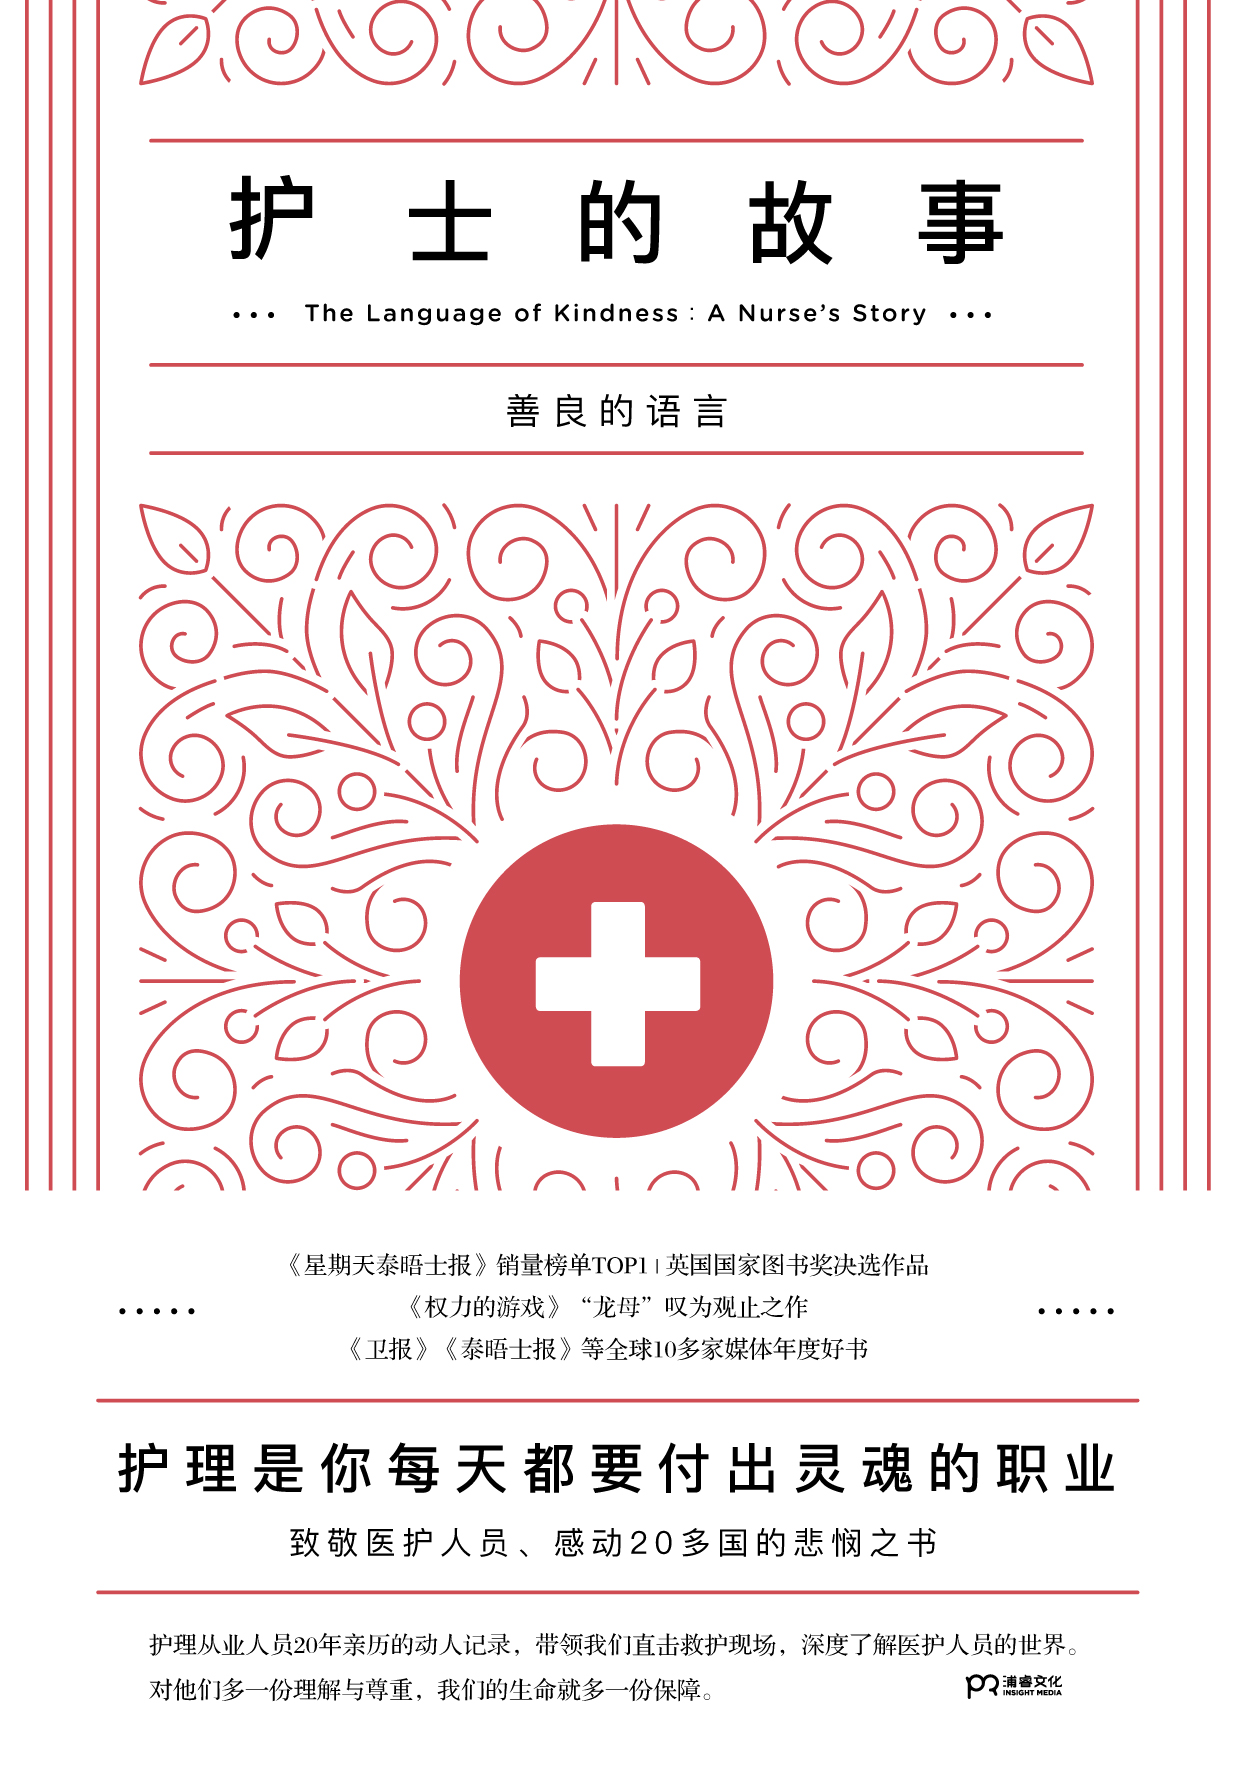 护士的故事
••• The Language of Kindness：A Nurse’s Story •••
善良的语言
《星期天泰晤士报》销量榜单TOP1 | 英国国家图书奖决选作品
《权力的游戏》“龙母”叹为观止之作
《卫报》《泰晤士报》等全球10多家媒体年度好书
护理是你每天都要付出灵魂的职业
致敬医护人员、感动20多国的悲悯之书
护理从业人员20年亲历的动人记录，带领我们直击救护现场，深度了解医护人员的世界。
对他们多一份理解与尊重，我们的生命就多一份保障。
浦睿文化
INSIGHT MEDIA